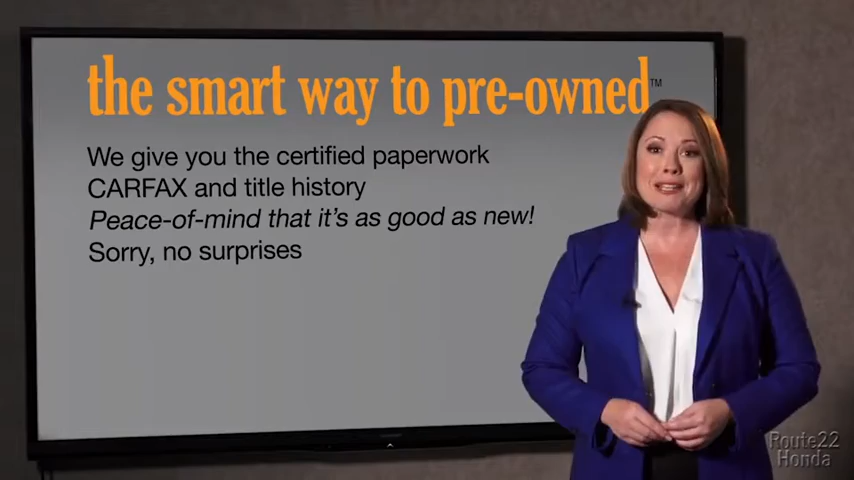 the smart way to pre-owned™
We give you the certified paperwork
CARFAX and title history
Peace-of-mind that it's as good as new!
Sorry, no surprises
Route22
Honda